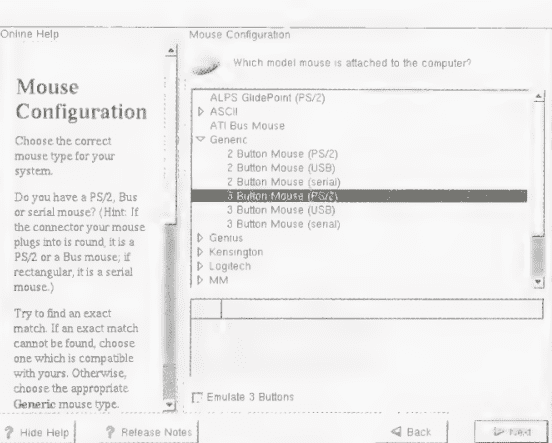 Online Help
Mouse Configuration
Mouse
Configuration
Choose the correct
mouse type for your
system.
Do you have a PS/2, Bus
or serial mouse? (Hint: If
the connector your mouse
plugs into is round, it is a
PS/2 or a Bus mouse; if
rectangular, it is a serial
mouse.)
Try to find an exact
match. If an exact match
cannot be found, choose
one which is compatible
with yours. Otherwise,
choose the appropriate
Generic mouse type.
Which model mouse is attached to the computer?
ALPS GlidePoint (PS/2)
ASCII
ATI Bus Mouse
Generic
2 Button Mouse (PS/2)
2 Button Mouse (USB)
2 Button Mouse (serial)
3 Button Mouse (PS/2)
3 Button Mouse (USB)
3 Button Mouse (serial)
Genius
Kensington
Logitech
MM
Emulate 3 Buttons
Hide Help
Release Notes
Back
Next